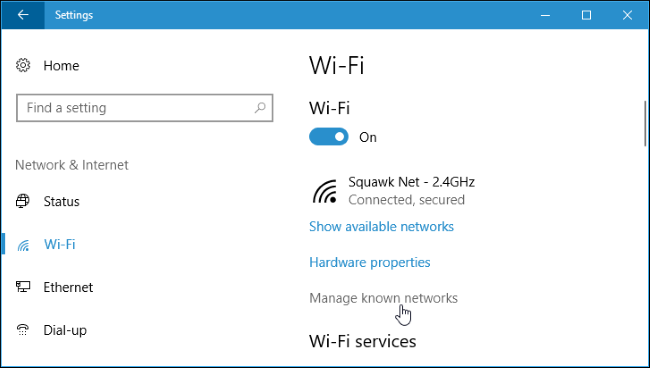 Settings
Home
Find a setting
Network & Internet
Status
Wi-Fi
Ethernet
Dial-up
Wi-Fi
Wi-Fi
On
Squawk Net - 2.4GHz
Connected, secured
Show available networks
Hardware properties
Manage known networks
Wi-Fi services